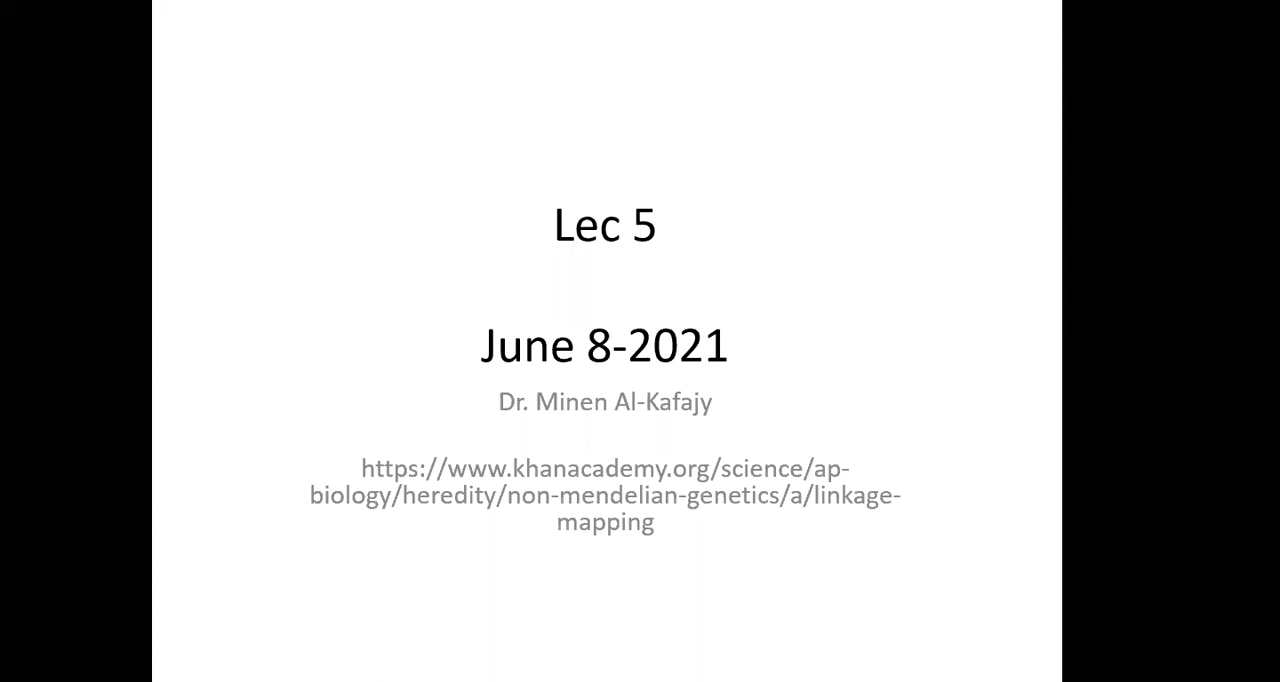 Lec 5
June 8-2021
Dr. Minen Al-Kafajy
https://www.khanacademy.org/science/ap-
biology/heredity/non-mendelian-genetics/a/linkage-
mapping